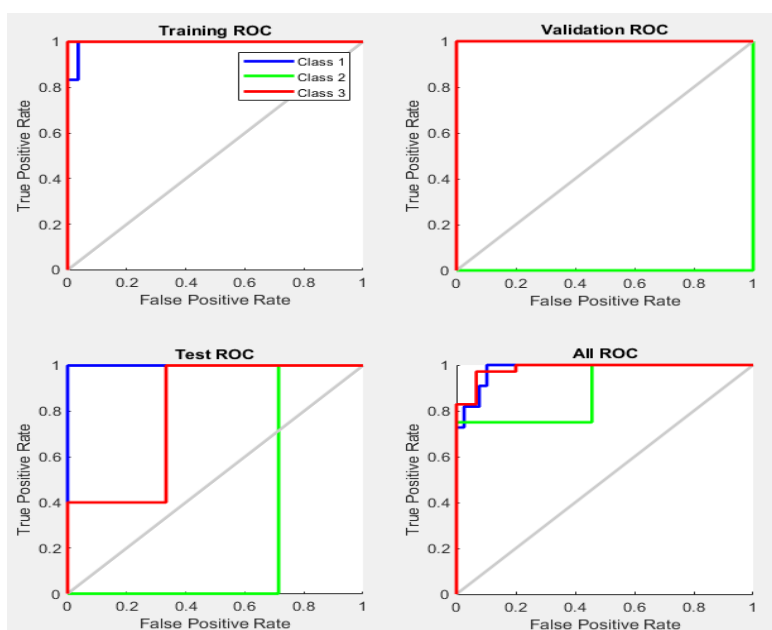 Training ROC
Class 1
Class 2
Class 3
True Positive Rate
1
0.8
0.6
0.4
0.2
0
0 0.2 0.4 0.6 0.8 1
False Positive Rate
Validation ROC
True Positive Rate
1
0.8
0.6
0.4
0.2
0
0 0.2 0.4 0.6 0.8 1
False Positive Rate
Test ROC
True Positive Rate
1
0.8
0.6
0.4
0.2
0
0 0.2 0.4 0.6 0.8 1
False Positive Rate
All ROC
True Positive Rate
1
0.8
0.6
0.4
0.2
0
0 0.2 0.4 0.6 0.8 1
False Positive Rate